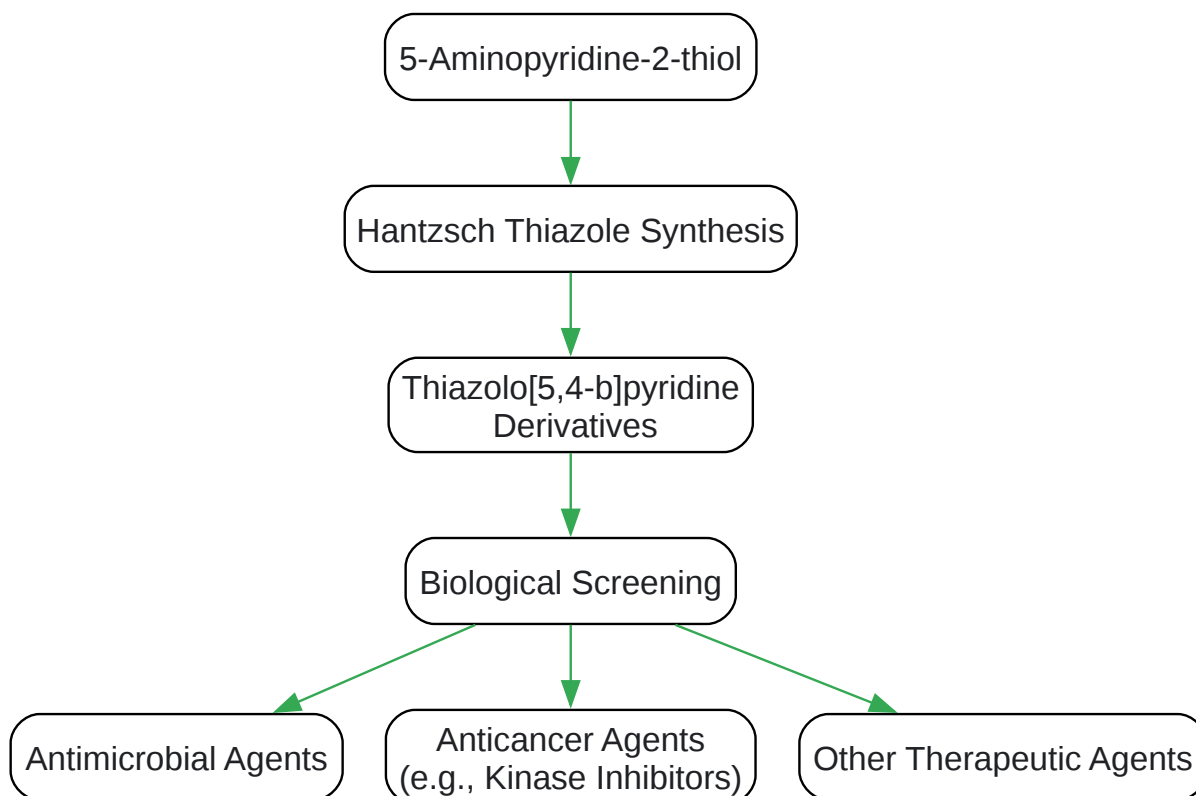 5-Aminopyridine-2-thiol
Hantzsch Thiazole Synthesis
Thiazolo[5,4-b]pyridine
Derivatives
Biological Screening
Antimicrobial Agents
Anticancer Agents
(e.g., Kinase Inhibitors)
Other Therapeutic Agents